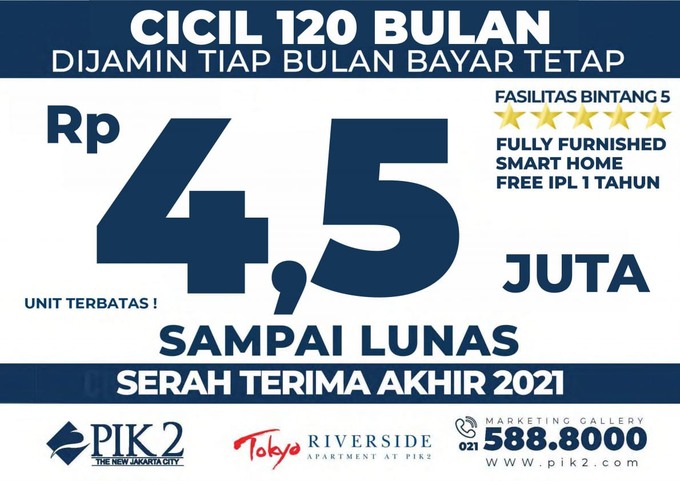 CICIL 120 BULAN
DIJAMIN TIAP BULAN BAYAR TETAP
FASILITAS BINTANG 5
FULLY FURNISHED
SMART HOME
FREE IPL 1 TAHUN
Rp 4,5 JUTA
UNIT TERBATAS !
SAMPAI LUNAS
SERAH TERIMA AKHIR 2021
PIK 2
THE NEW JAKARTA CITY
Tokyo RIVERSIDE
APARTMENT AT PIK2
MARKETING GALLERY
021 588.8000
www.pik2.com